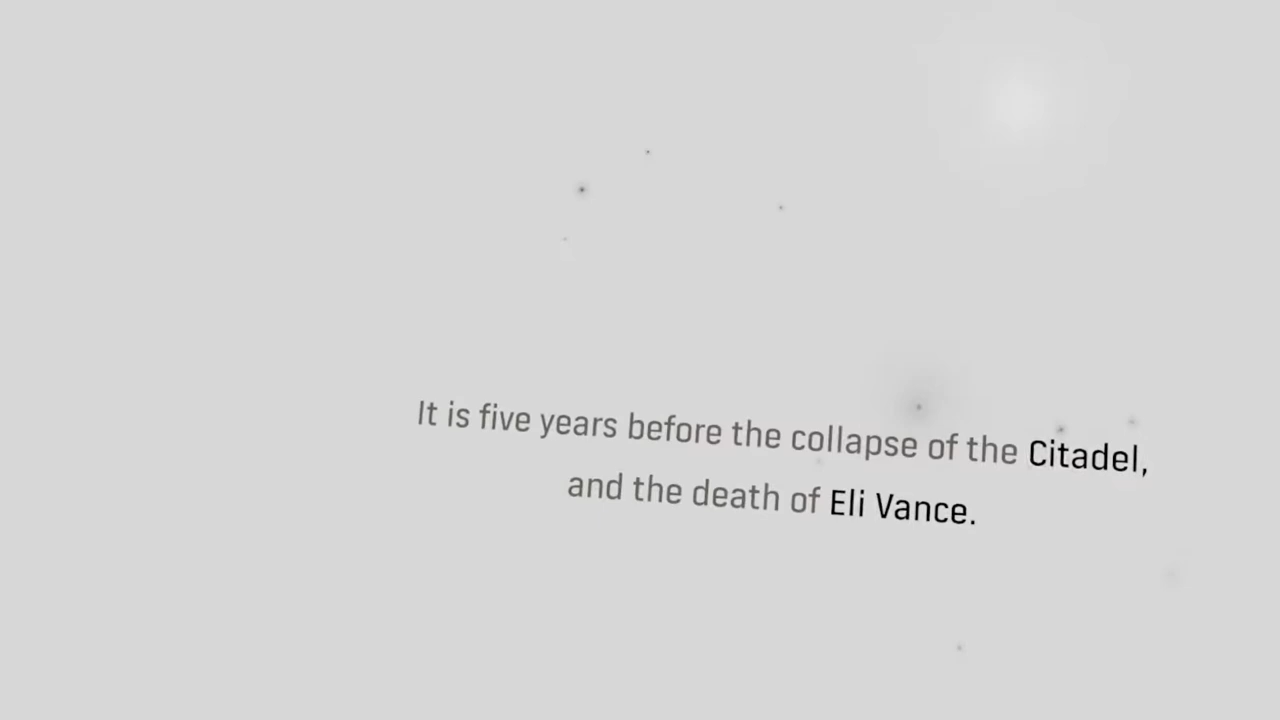 It is five years before the collapse of the Citadel,
and the death of Eli Vance.